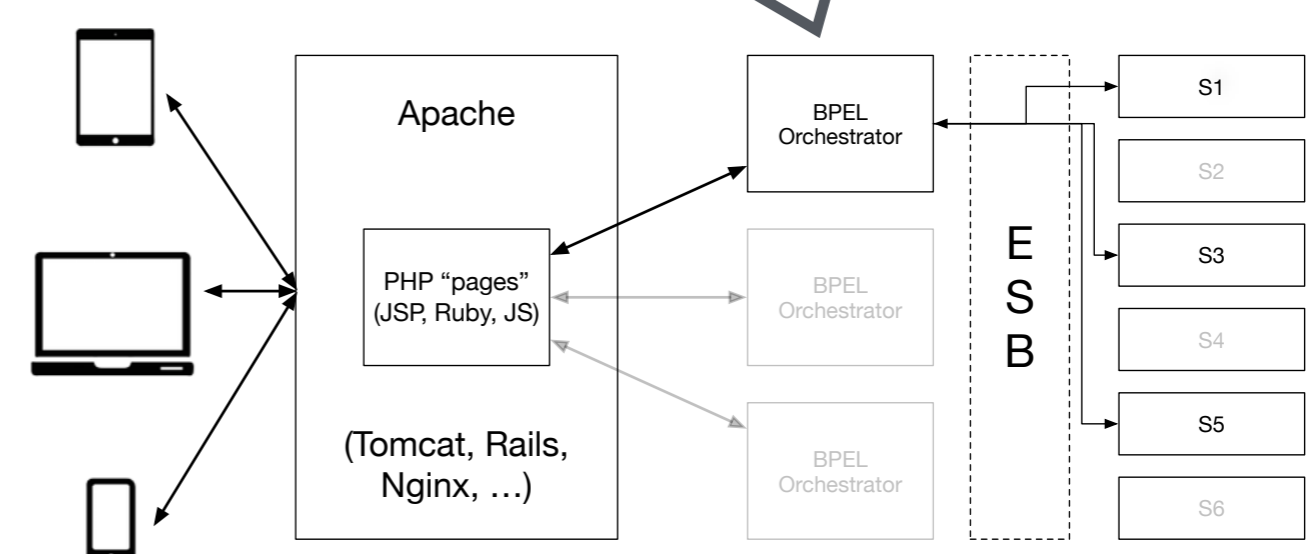 Apache
PHP “pages”
(JSP, Ruby, JS)
(Tomcat, Rails,
Nginx, …)
BPEL
Orchestrator
BPEL
Orchestrator
BPEL
Orchestrator
E
S
B
S1
S2
S3
S4
S5
S6